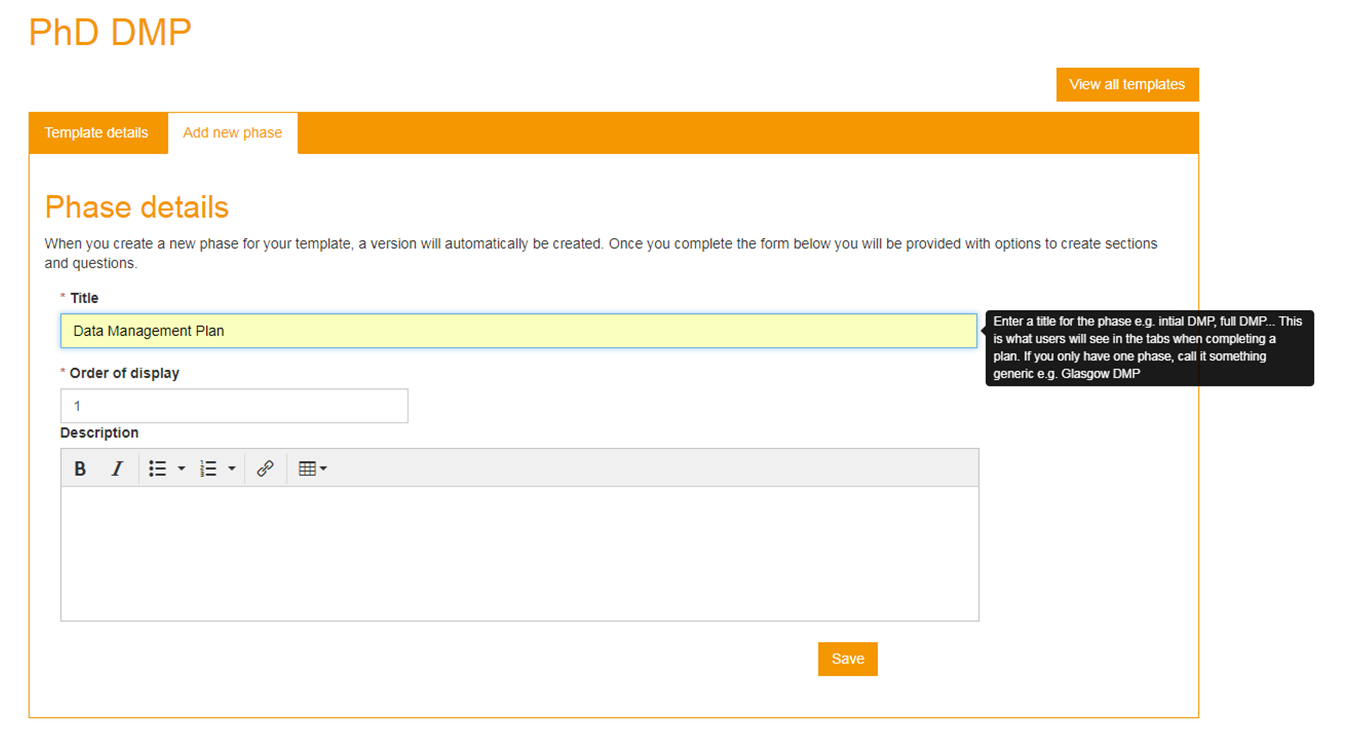 PhD DMP
View all templates
Template details
Add new phase
Phase details
When you create a new phase for your template, a version will automatically be created. Once you complete the form below you will be provided with options to create sections
and questions.
* Title
Data Management Plan
Enter a title for the phase e.g. intial DMP, full DMP... This
is what users will see in the tabs when completing a
plan. If you only have one phase, call it something
generic e.g. Glasgow DMP
* Order of display
1
Description
B I
Save